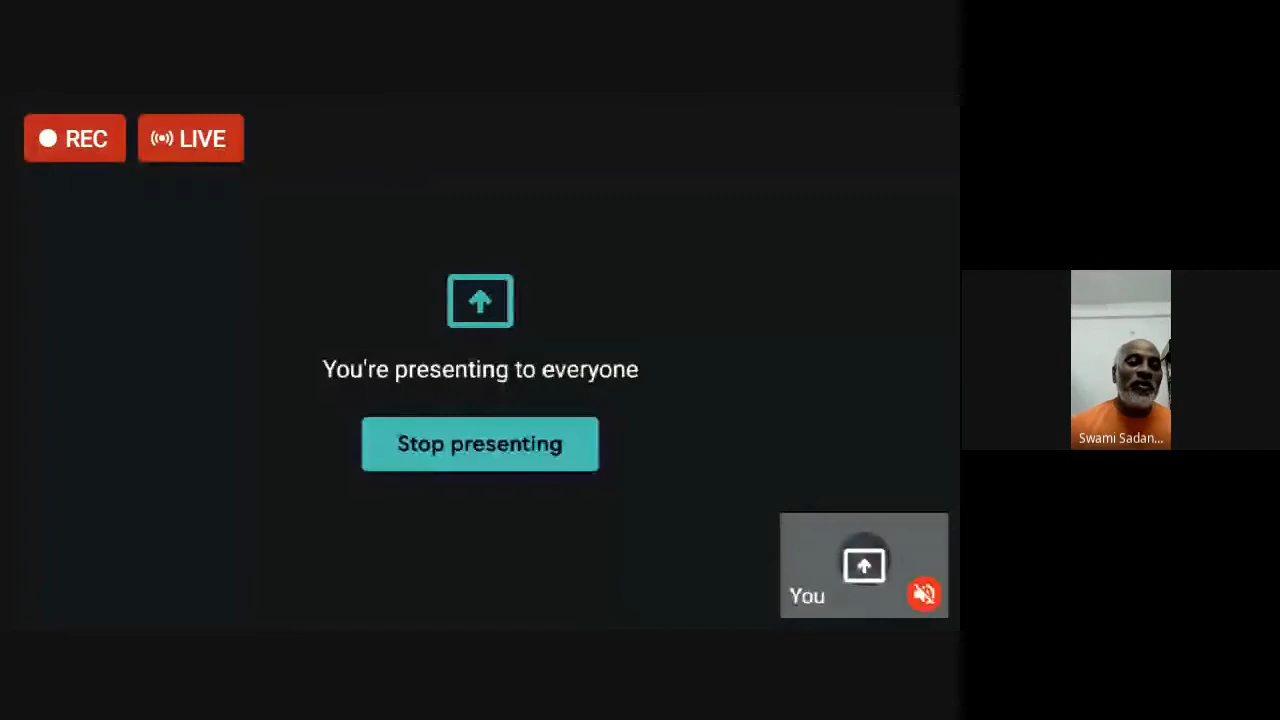 REC
LIVE
You're presenting to everyone
Stop presenting
You
Swami Sadan...